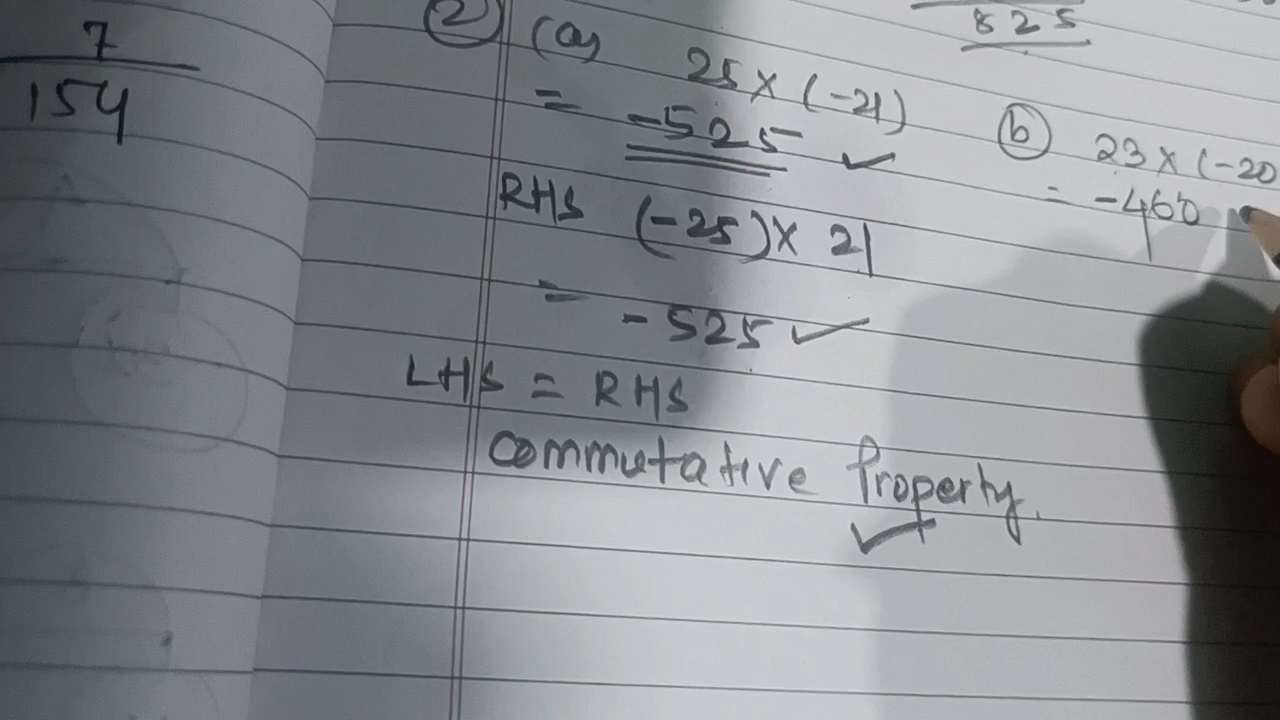 7
154
825
② (a) 25 × (-21)
= -525 ✓
RHS (-25) × 21
= -525 ✓
LHS = RHS
Commutative Property.
✓
ⓑ 23 × (-20
= -460